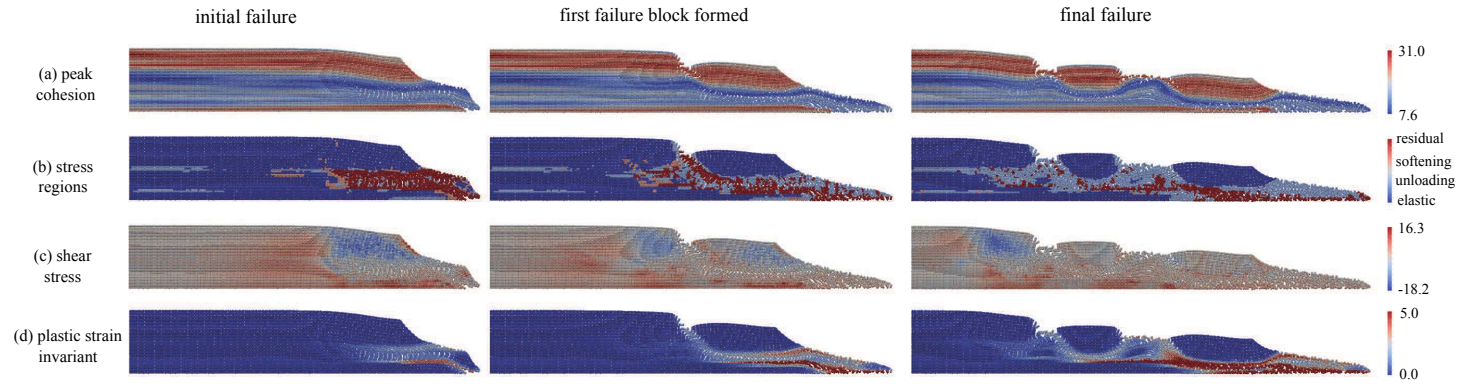 initial failure
first failure block formed
final failure
(a) peak
cohesion
31.0
7.6
(b) stress
regions
residual
softening
unloading
elastic
(c) shear
stress
16.3
-18.2
(d) plastic strain
invariant
5.0
0.0